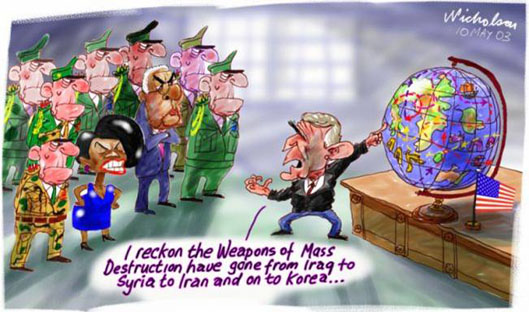 Nicholson
10 MAY 03
I reckon the Weapons of Mass
Destruction have gone from Iraq to
Syria to Iran and on to Korea...